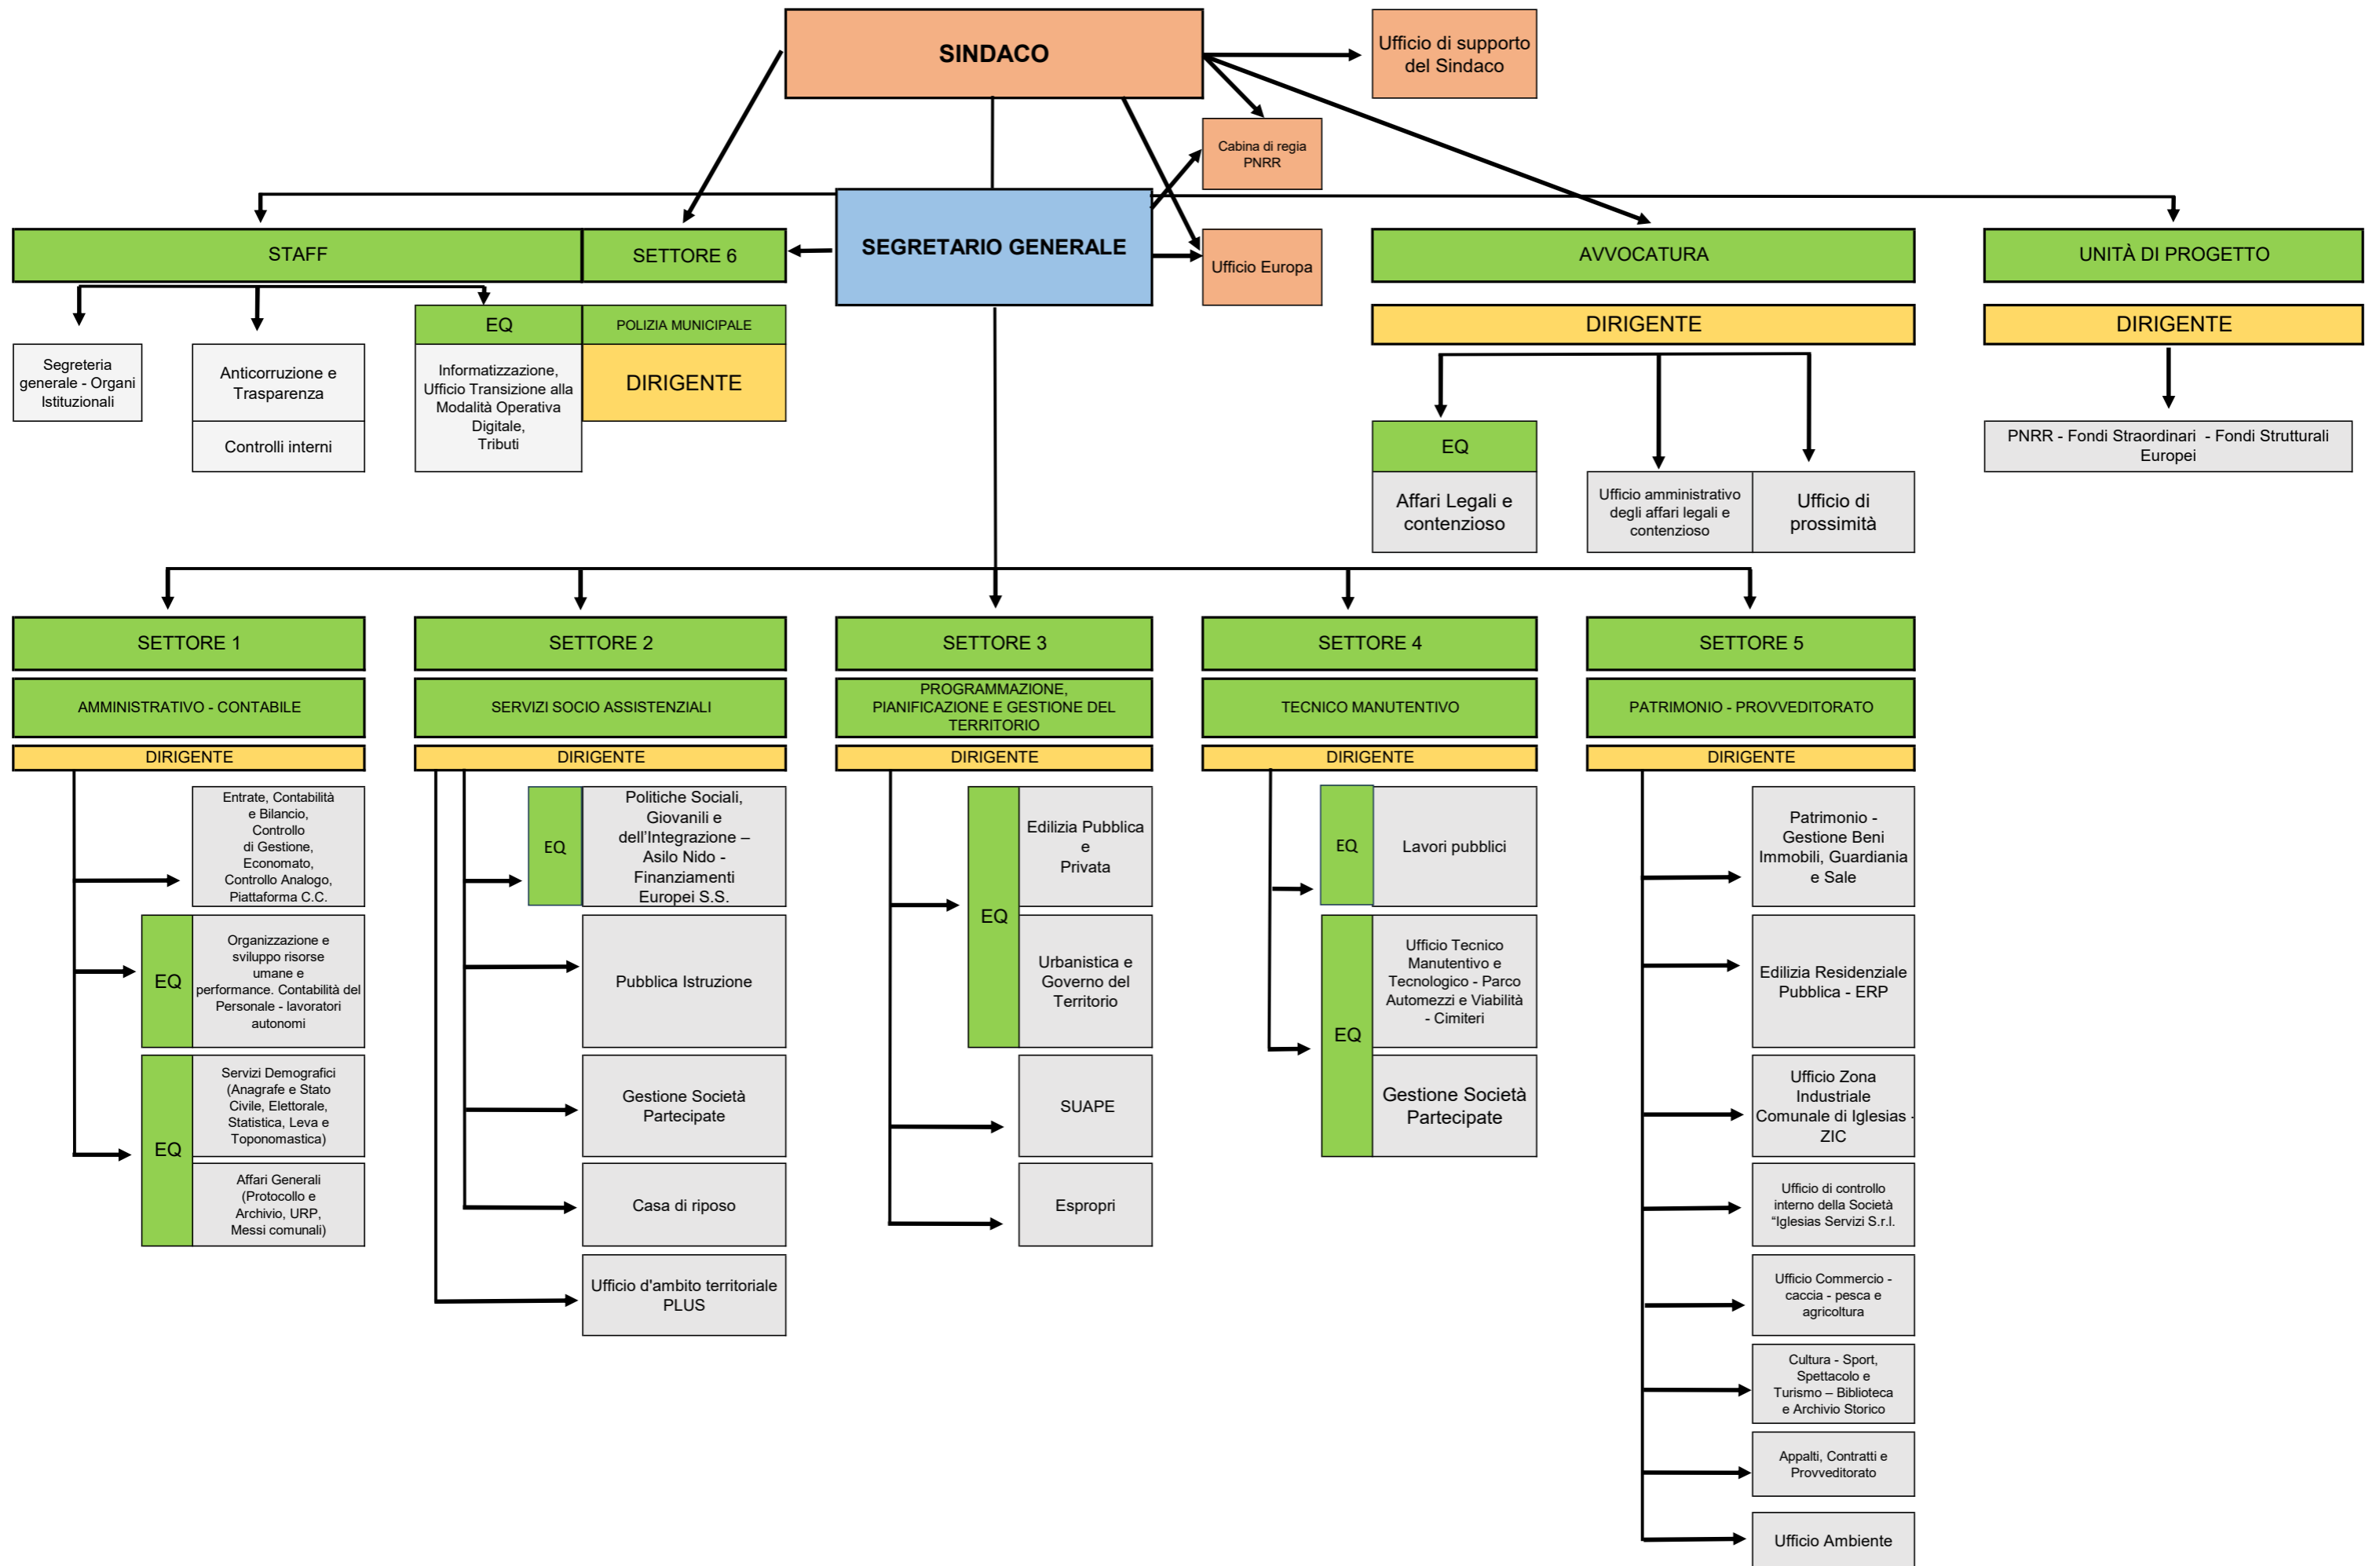 SINDACO
Ufficio di supporto
del Sindaco
Cabina di regia
PNRR
SEGRETARIO GENERALE
Ufficio Europa
STAFF
SETTORE 6
AVVOCATURA
UNITÀ DI PROGETTO
EQ
POLIZIA MUNICIPALE
DIRIGENTE
DIRIGENTE
Segreteria
generale - Organi
Istituzionali
Anticorruzione e
Trasparenza
Controlli interni
Informatizzazione,
Ufficio Transizione alla
Modalità Operativa
Digitale,
Tributi
DIRIGENTE
EQ
Affari Legali e
contenzioso
Ufficio amministrativo
degli affari legali e
contenzioso
Ufficio di
prossimità
PNRR - Fondi Straordinari  - Fondi Strutturali
Europei
SETTORE 1
AMMINISTRATIVO - CONTABILE
DIRIGENTE
Entrate, Contabilità
e Bilancio,
Controllo
di Gestione,
Economato,
Controllo Analogo,
Piattaforma C.C.
EQ
Organizzazione e
sviluppo risorse
umane e
performance. Contabilità del
Personale - lavoratori
autonomi
EQ
Servizi Demografici
(Anagrafe e Stato
Civile, Elettorale,
Statistica, Leva e
Toponomastica)
Affari Generali
(Protocollo e
Archivio, URP,
Messi comunali)
SETTORE 2
SERVIZI SOCIO ASSISTENZIALI
DIRIGENTE
EQ
Politiche Sociali,
Giovanili e
dell’Integrazione –
Asilo Nido -
Finanziamenti
Europei S.S.
Pubblica Istruzione
Gestione Società
Partecipate
Casa di riposo
Ufficio d'ambito territoriale
PLUS
SETTORE 3
PROGRAMMAZIONE,
PIANIFICAZIONE E GESTIONE DEL
TERRITORIO
DIRIGENTE
EQ
Edilizia Pubblica
e
Privata
Urbanistica e
Governo del
Territorio
SUAPE
Espropri
SETTORE 4
TECNICO MANUTENTIVO
DIRIGENTE
EQ
Lavori pubblici
EQ
Ufficio Tecnico
Manutentivo e
Tecnologico - Parco
Automezzi e Viabilità
- Cimiteri
Gestione Società
Partecipate
SETTORE 5
PATRIMONIO - PROVVEDITORATO
DIRIGENTE
Patrimonio -
Gestione Beni
Immobili, Guardiania
e Sale
Edilizia Residenziale
Pubblica - ERP
Ufficio Zona
Industriale
Comunale di Iglesias -
ZIC
Ufficio di controllo
interno della Società
“Iglesias Servizi S.r.l.
Ufficio Commercio -
caccia - pesca e
agricoltura
Cultura - Sport,
Spettacolo e
Turismo – Biblioteca
e Archivio Storico
Appalti, Contratti e
Provveditorato
Ufficio Ambiente